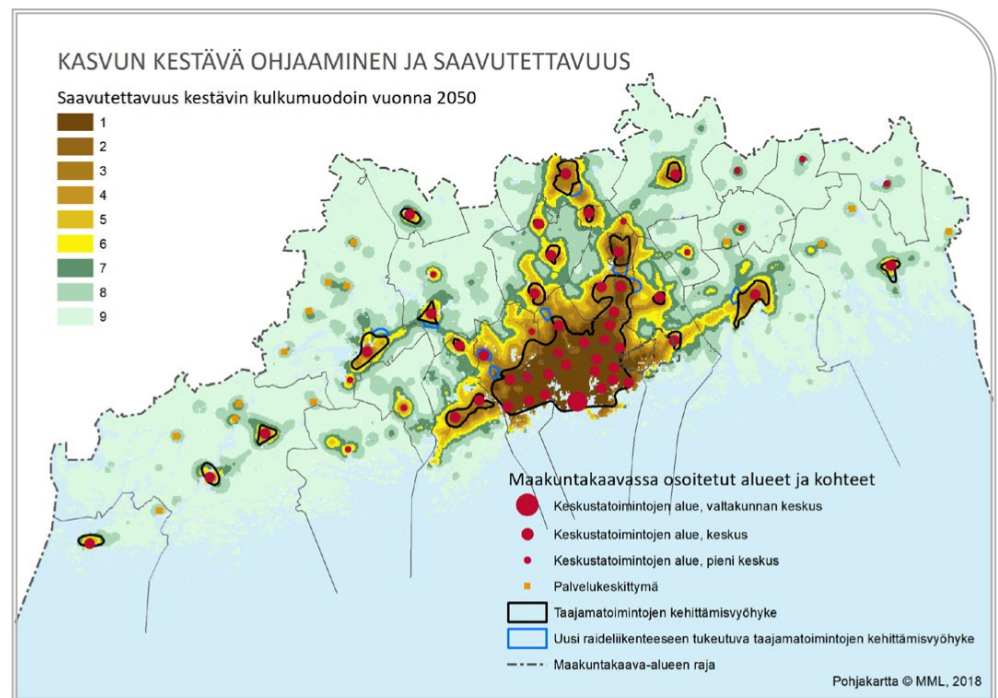 KASVUN KESTÄVÄ OHJAAMINEN JA SAAVUTETTAVUUS
Saavutettavuus kestävin kulkumuodoin vuonna 2050
1
2
3
4
5
6
7
8
9
Maakuntakaavassa osoitetut alueet ja kohteet
Keskustatoimintojen alue, valtakunnan keskus
Keskustatoimintojen alue, keskus
Keskustatoimintojen alue, pieni keskus
Palvelukeskittymä
Taajamatoimintojen kehittämisvyöhyke
Uusi raideliikenteeseen tukeutuva taajamatoimintojen kehittämisvyöhyke
Maakuntakaava-alueen raja
Pohjakartta © MML, 2018